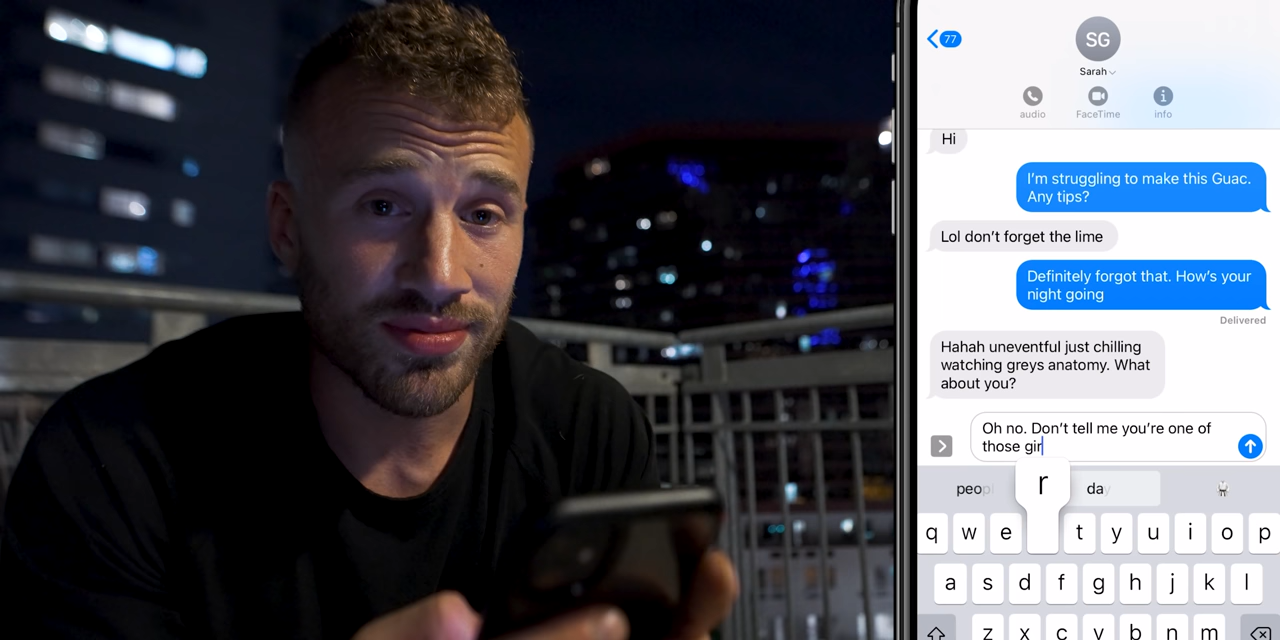 77
SG
Sarah
audio FaceTime info
Hi
I'm struggling to make this Guac.
Any tips?
Lol don't forget the lime
Definitely forgot that. How's your
night going
Delivered
Hahah uneventful just chilling
watching greys anatomy. What
about you?
Oh no. Don't tell me you're one of
those gir
r
day
q w e t y u i o p
a s d f g h j k l
z x c v b n m